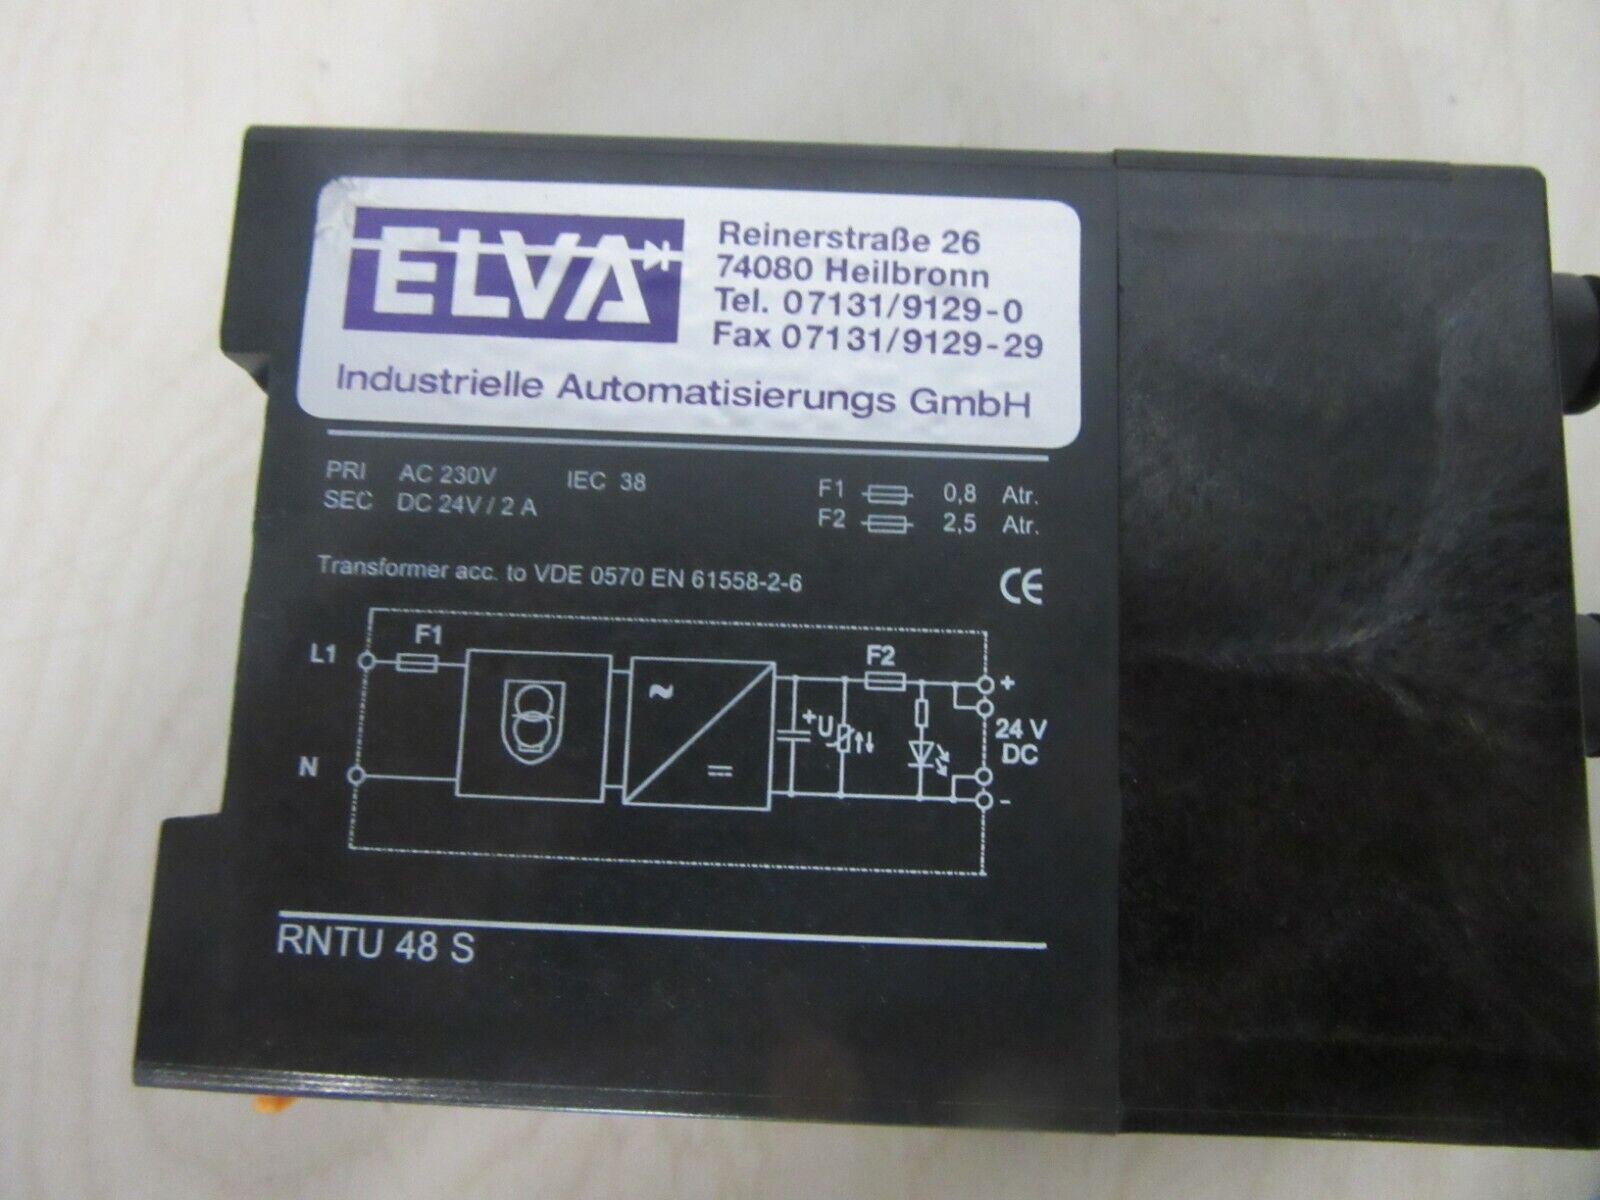 ELVA
Reinerstraße 26
74080 Heilbronn
Tel. 07131/9129-0
Fax 07131/9129-29
Industrielle Automatisierungs GmbH
PRI AC 230V IEC 38
SEC DC 24V / 2 A
F1 0,8 Atr.
F2 2,5 Atr.
Transformer acc. to VDE 0570 EN 61558-2-6
CE
L1
F1
N
~
=
+
U
F2
+
24 V
DC
-
RNTU 48 S